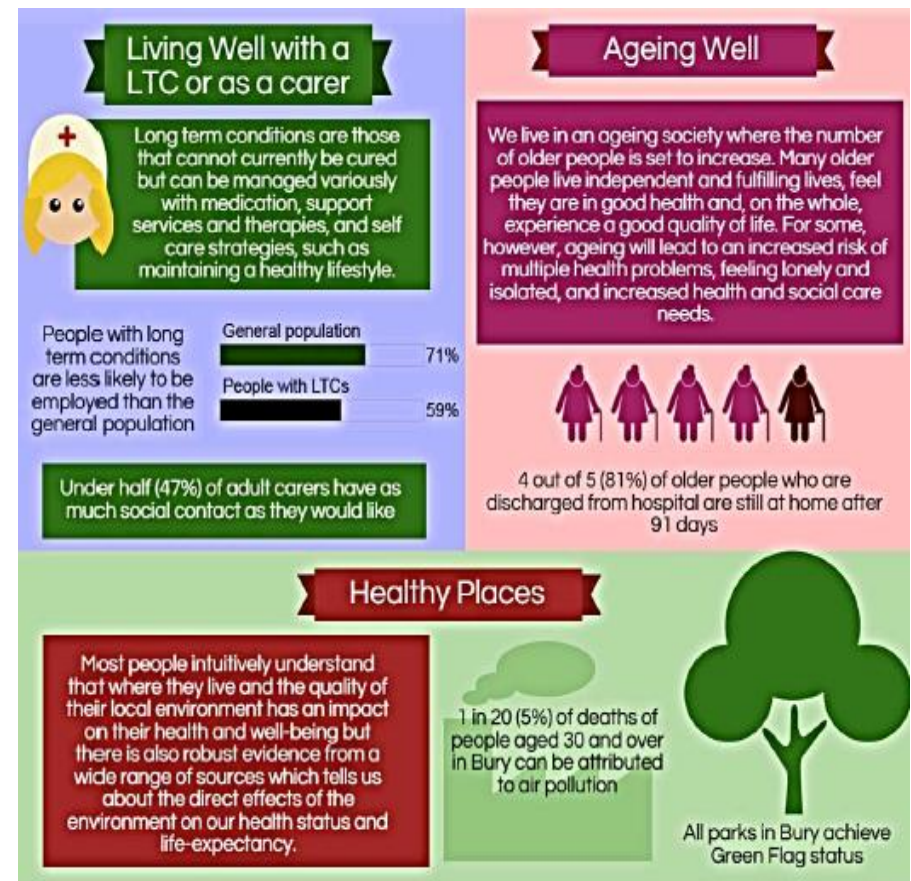 Living Well with a
LTC or as a carer
Long term conditions are those
that cannot currently be cured
but can be managed variously
with medication, support
services and therapies, and self
care strategies, such as
maintaining a healthy lifestyle.
People with long
term conditions
are less likely to be
employed than the
general population
General population
71%
People with LTCs
59%
Under half (47%) of adult carers have as
much social contact as they would like
Ageing Well
We live in an ageing society where the number
of older people is set to increase. Many older
people live independent and fulfilling lives, feel
they are in good health and, on the whole,
experience a good quality of life. For some,
however, ageing will lead to an increased risk of
multiple health problems, feeling lonely and
isolated, and increased health and social care
needs.
4 out of 5 (81%) of older people who are
discharged from hospital are still at home after
91 days
Healthy Places
Most people intuitively understand
that where they live and the quality of
their local environment has an impact
on their health and well-being but
there is also robust evidence from a
wide range of sources which tells us
about the direct effects of the
environment on our health status and
life-expectancy.
1 in 20 (5%) of deaths of
people aged 30 and over
in Bury can be attributed
to air pollution
All parks in Bury achieve
Green Flag status